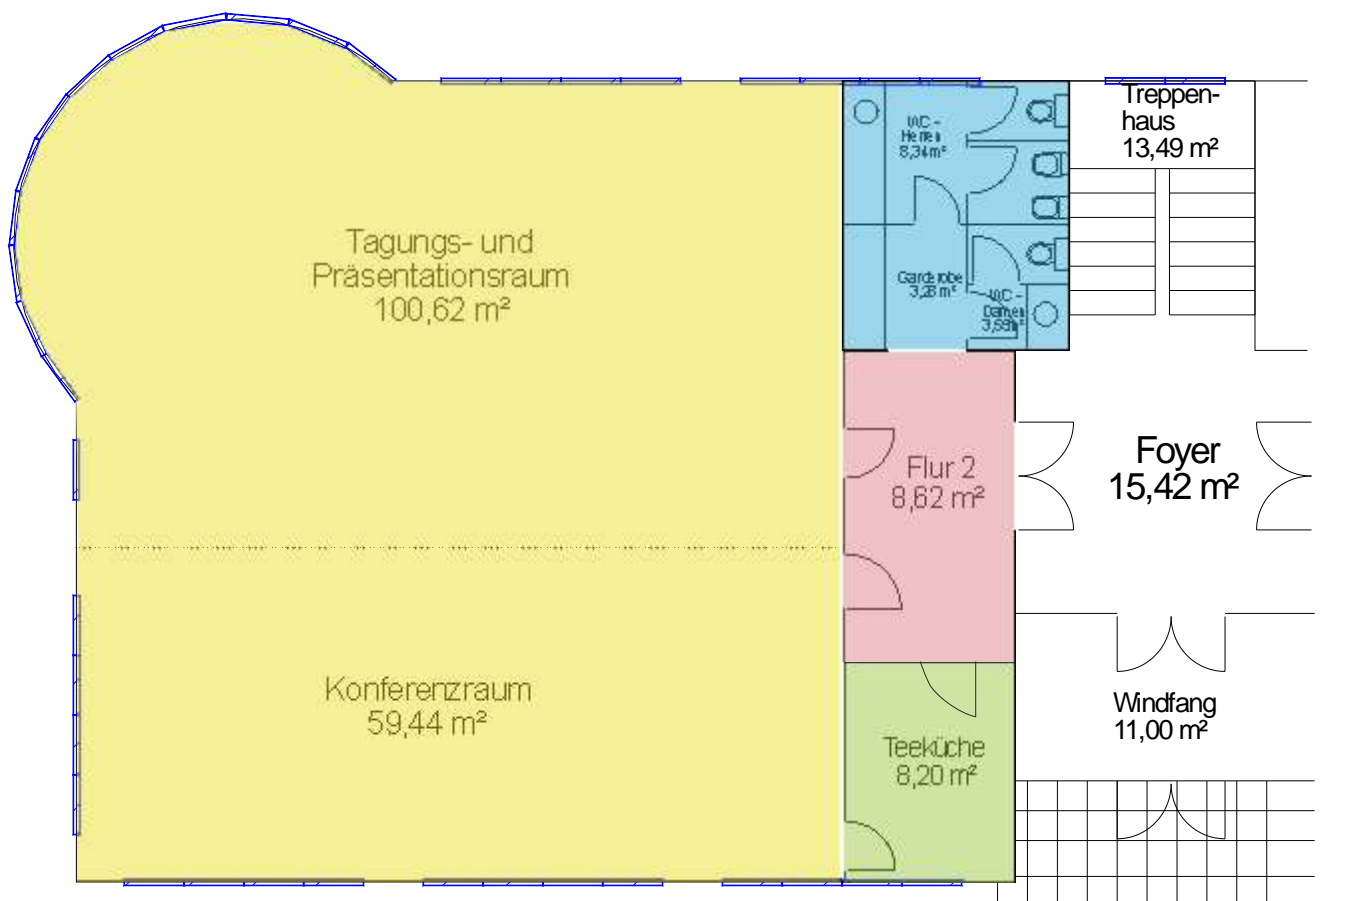 Treppen-
haus
13,49 m²
WC -
Herren
8,34m²
Tagungs- und
Präsentationsraum
100,62 m²
Garderobe
3,28 m²
WC -
Damen
Foyer
15,42 m²
Flur 2
8,62 m²
Konferenzraum
59,44 m²
Windfang
11,00 m²
Teeküche
8,20 m²